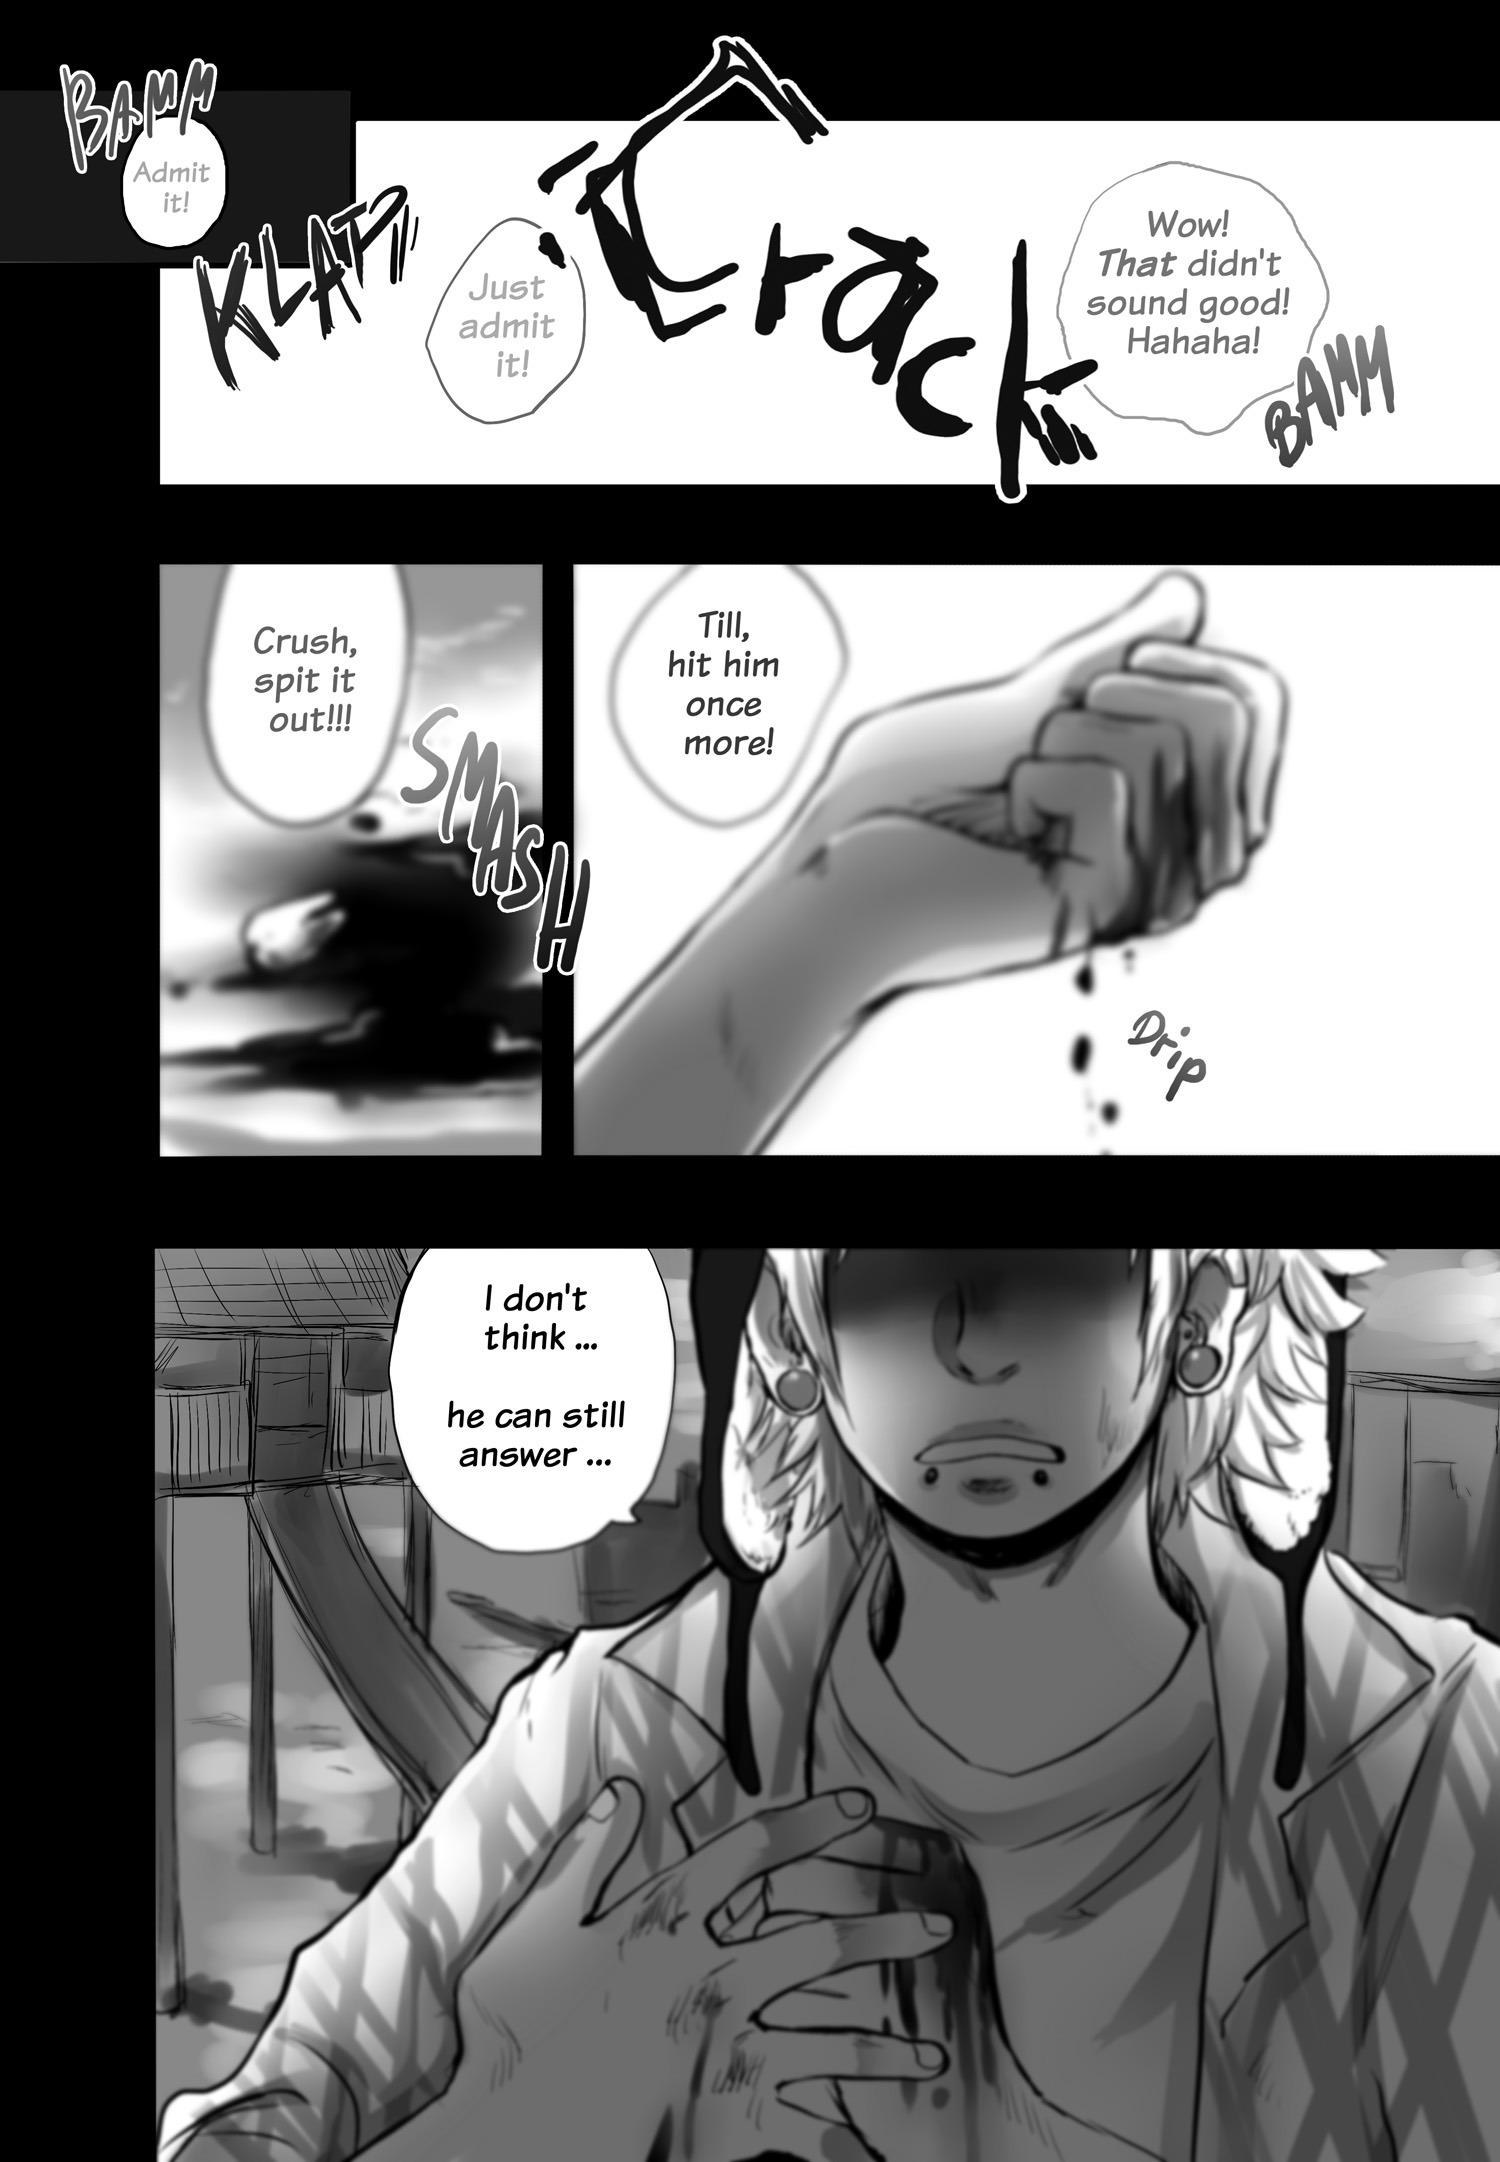 BAMM
Admit
it!
KLATP
Just
admit
it!
Crack
Wow!
That didn't
sound good!
Hahaha!
BAMM
Crush,
spit it
out!!!
SMASH
Till,
hit him
once
more!
Drip
I don't
think ...
he can still
answer ...